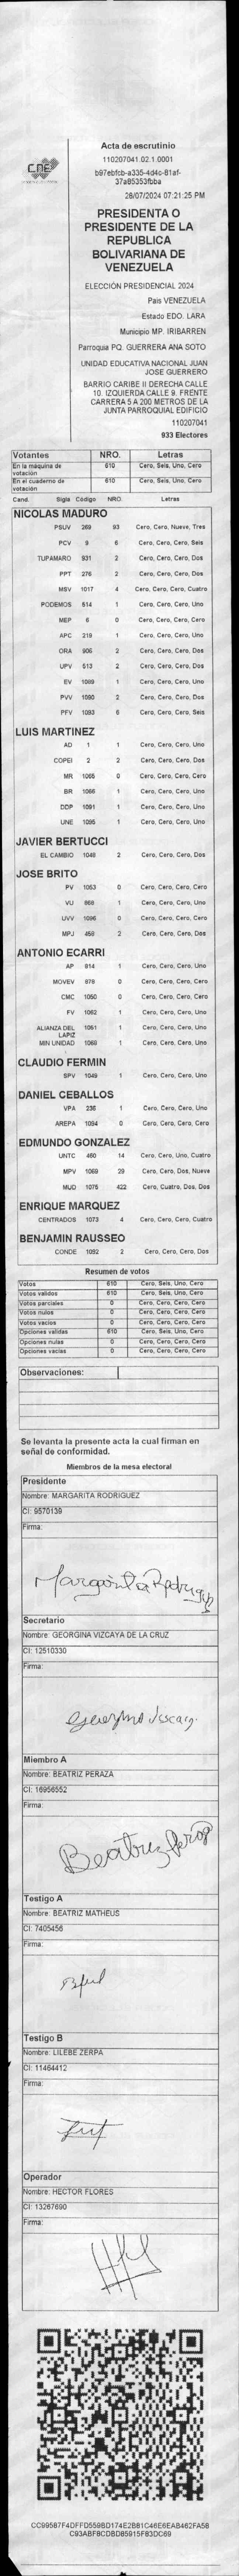 CNE
Acta de escrutinio
110207041.02.1.0001
b97ebfcb-a335-4d4c-81af-
37a85353fbba
28/07/2024 07:21:25 PM
PRESIDENTA O
PRESIDENTE DE LA
REPUBLICA
BOLIVARIANA DE
VENEZUELA
ELECCIÓN PRESIDENCIAL 2024
Pais VENEZUELA
Estado EDO. LARA
Municipio MP. IRIBARREN
Parroquia PQ. GUERRERA ANA SOTO
UNIDAD EDUCATIVA NACIONAL JUAN
JOSE GUERRERO
BARRIO CARIBE II DERECHA CALLE
10. IZQUIERDA CALLE 9. FRENTE
CARRERA 5 A 200 METROS DE LA
JUNTA PARROQUIAL EDIFICIO
110207041
933 Electores
Votantes NRO. Letras
En la máquina de votación 610 Cero, Seis, Uno, Cero
En el cuaderno de votación 610 Cero, Seis, Uno, Cero
Cand. Sigla Código NRO. Letras
NICOLAS MADURO
PSUV 269 93 Cero, Cero, Nueve, Tres
PCV 9 6 Cero, Cero, Cero, Seis
TUPAMARO 931 2 Cero, Cero, Cero, Dos
PPT 276 2 Cero, Cero, Cero, Dos
MSV 1017 4 Cero, Cero, Cero, Cuatro
PODEMOS 514 1 Cero, Cero, Cero, Uno
MEP 6 0 Cero, Cero, Cero, Cero
APC 219 1 Cero, Cero, Cero, Uno
ORA 906 2 Cero, Cero, Cero, Dos
UPV 513 2 Cero, Cero, Cero, Dos
EV 1089 1 Cero, Cero, Cero, Uno
PVV 1090 2 Cero, Cero, Cero, Dos
PFV 1093 6 Cero, Cero, Cero, Seis
LUIS MARTINEZ
AD 1 1 Cero, Cero, Cero, Uno
COPEI 2 2 Cero, Cero, Cero, Dos
MR 1065 0 Cero, Cero, Cero, Cero
BR 1066 1 Cero, Cero, Cero, Uno
DDP 1091 1 Cero, Cero, Cero, Uno
UNE 1095 1 Cero, Cero, Cero, Uno
JAVIER BERTUCCI
EL CAMBIO 1048 2 Cero, Cero, Cero, Dos
JOSE BRITO
PV 1053 0 Cero, Cero, Cero, Cero
VU 868 1 Cero, Cero, Cero, Uno
UVV 1096 0 Cero, Cero, Cero, Cero
MPJ 458 2 Cero, Cero, Cero, Dos
ANTONIO ECARRI
AP 814 1 Cero, Cero, Cero, Uno
MOVEV 878 0 Cero, Cero, Cero, Cero
CMC 1050 0 Cero, Cero, Cero, Cero
FV 1062 1 Cero, Cero, Cero, Uno
ALIANZA DEL LAPIZ 1051 1 Cero, Cero, Cero, Uno
MIN UNIDAD 1069 1 Cero, Cero, Cero, Uno
CLAUDIO FERMIN
SPV 1049 1 Cero, Cero, Cero, Uno
DANIEL CEBALLOS
VPA 236 1 Cero, Cero, Cero, Uno
AREPA 1094 0 Cero, Cero, Cero, Cero
EDMUNDO GONZALEZ
UNTC 460 14 Cero, Cero, Uno, Cuatro
MPV 1069 29 Cero, Cero, Dos, Nueve
MUD 1075 422 Cero, Cuatro, Dos, Dos
ENRIQUE MARQUEZ
CENTRADOS 1073 4 Cero, Cero, Cero, Cuatro
BENJAMIN RAUSSEO
CONDE 1092 2 Cero, Cero, Cero, Dos
Resumen de votos
Votos 610 Cero, Seis, Uno, Cero
Votos validos 610 Cero, Seis, Uno, Cero
Votos parciales 0 Cero, Cero, Cero, Cero
Votos nulos 0 Cero, Cero, Cero, Cero
Votos vacios 0 Cero, Cero, Cero, Cero
Opciones validas 610 Cero, Seis, Uno, Cero
Opciones nulas 0 Cero, Cero, Cero, Cero
Opciones vacias 0 Cero, Cero, Cero, Cero
Observaciones:
Se levanta la presente acta la cual firman en
señal de conformidad.
Miembros de la mesa electoral
Presidente
Nombre: MARGARITA RODRIGUEZ
CI: 9570139
Firma:
Margarita Rodrigz
Secretario
Nombre: GEORGINA VIZCAYA DE LA CRUZ
CI: 12510330
Firma:
Miembro A
Nombre: BEATRIZ PERAZA
CI: 16956552
Firma:
Beatriz Peraza
Testigo A
Nombre: BEATRIZ MATHEUS
CI: 7405456
Firma:
Testigo B
Nombre: LILEBE ZERPA
CI: 11464412
Firma:
Operador
Nombre: HECTOR FLORES
CI: 13267690
Firma:
CC99587F4DFFD559BD174E2B81C46E6EAB462FA58
C93ABF8CDBD85915F83DC69